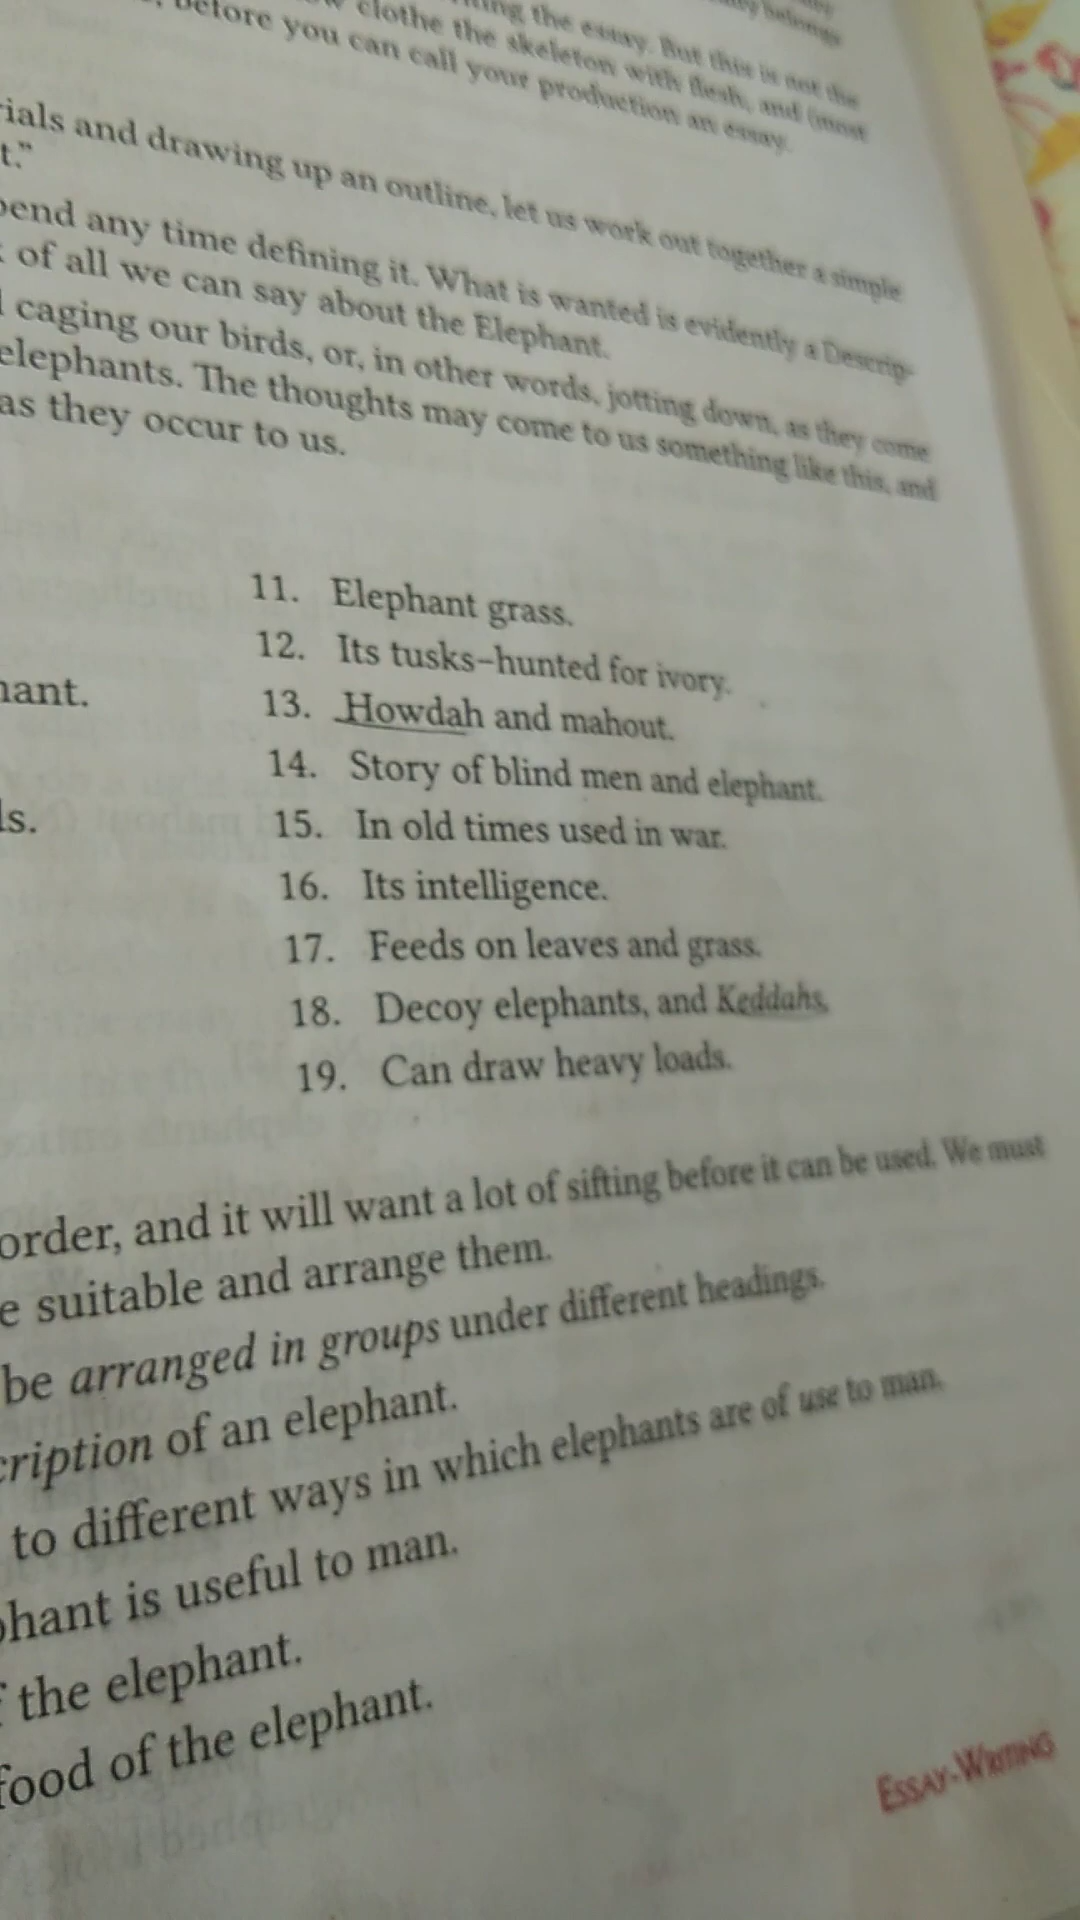 the essay. But this is not the
clothe the skeleton with flesh, and (most
before you can call your production an essay.
rials and drawing up an outline, let us work out together a simple
t."
pend any time defining it. What is wanted is evidently a Descrip-
of all we can say about the Elephant.
caging our birds, or, in other words, jotting down, as they come
elephants. The thoughts may come to us something like this, and
as they occur to us.
11. Elephant grass.
12. Its tusks–hunted for ivory.
hant.
13. Howdah and mahout.
14. Story of blind men and elephant.
ls.
15. In old times used in war.
16. Its intelligence.
17. Feeds on leaves and grass.
18. Decoy elephants, and Keddahs,
19. Can draw heavy loads.
order, and it will want a lot of sifting before it can be used. We must
e suitable and arrange them.
be arranged in groups under different headings.
cription of an elephant.
to different ways in which elephants are of use to man.
phant is useful to man.
f the elephant.
food of the elephant.
ESSAY-WRITING